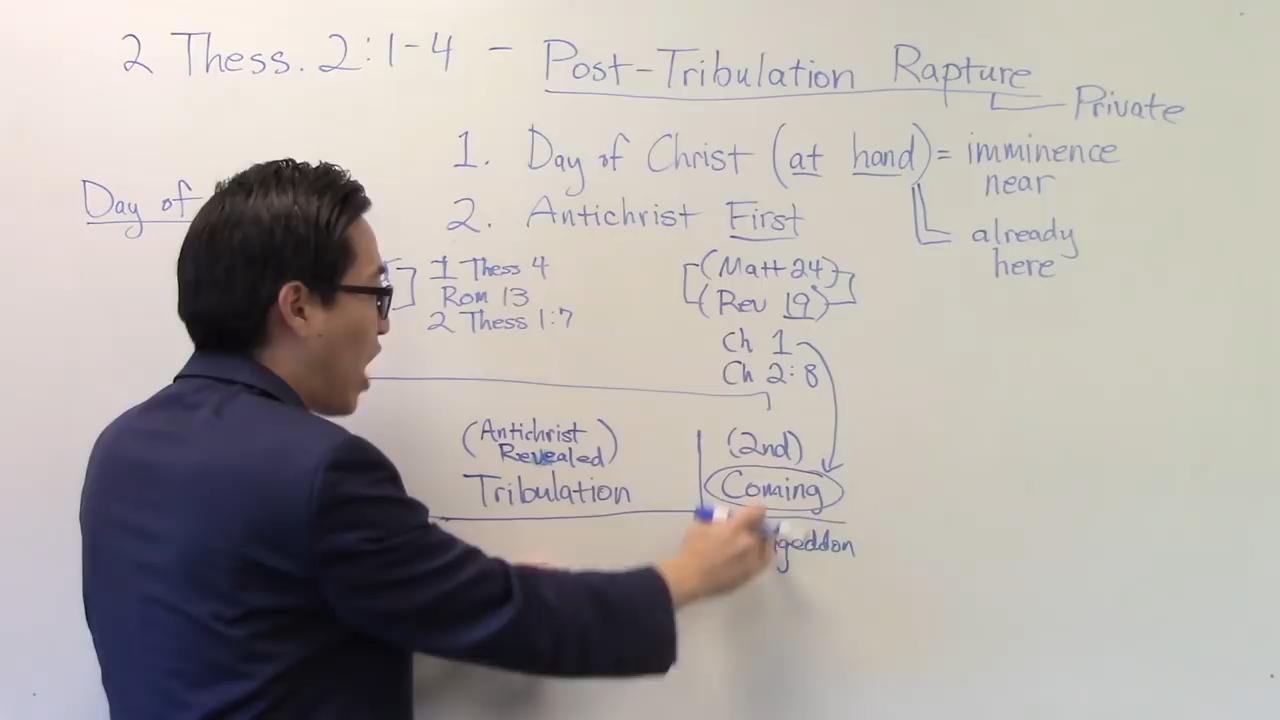 2 Thess. 2:1-4 - Post-Tribulation Rapture
Private
1. Day of Christ (at hand) = imminence
near
already
here
2. Antichrist First
Day of
1 Thess 4
Rom 13
2 Thess 1:7
(Matt 24)
(Rev 19)
Ch 1
Ch 2:8
(Antichrist
Revealed)
Tribulation
(2nd)
Coming
geddon